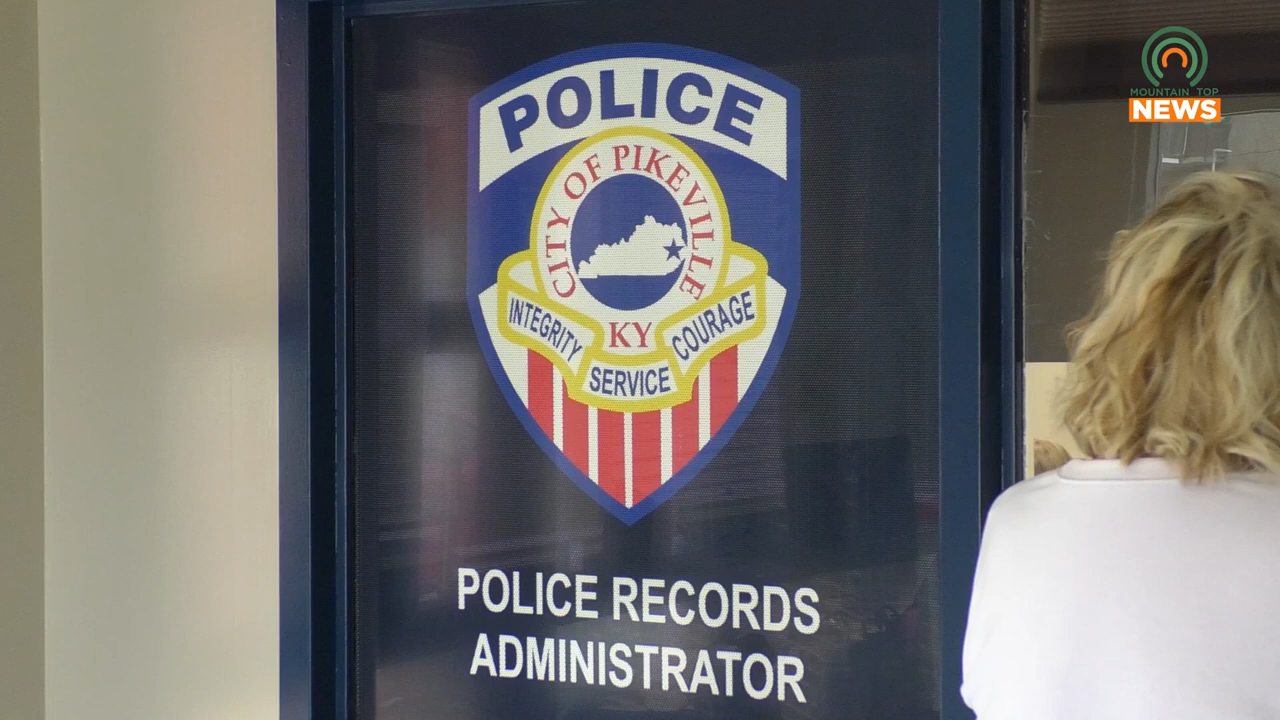 MOUNTAIN TOP
NEWS
POLICE
CITY OF PIKEVILLE
KY
INTEGRITY
SERVICE
COURAGE
POLICE RECORDS
ADMINISTRATOR